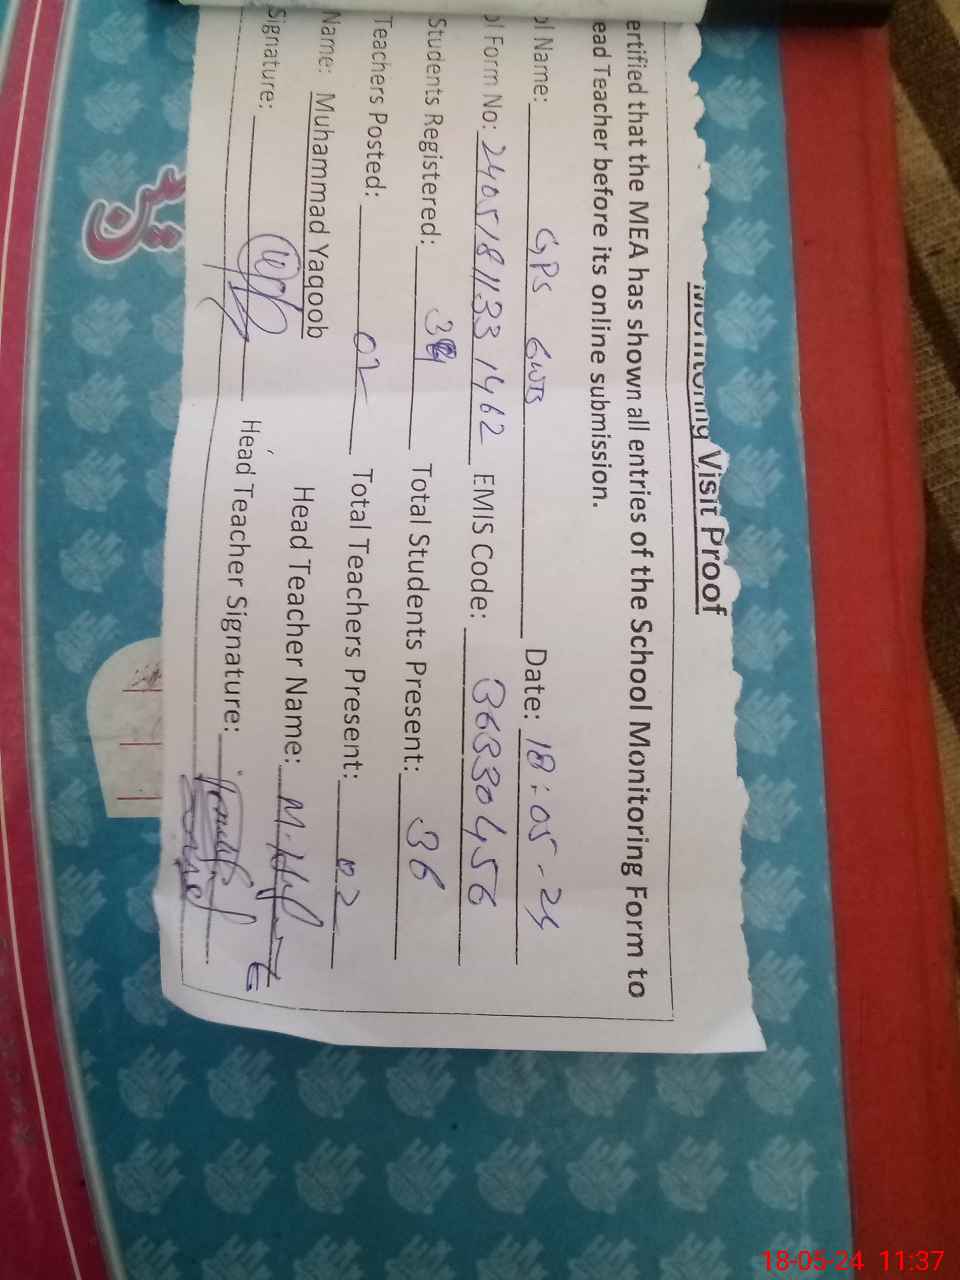 Monitoring Visit Proof
ertified that the MEA has shown all entries of the School Monitoring Form to
ead Teacher before its online submission.
ol Name: GPS GWB Date: 18-05-24
ol Form No: 2405181133 1462 EMIS Code: 36330456
Students Registered: Total Students Present: 36
Teachers Posted: 02 Total Teachers Present: 02
Name: Muhammad Yaqoob Head Teacher Name: M.
Signature: Head Teacher Signature:
18-05-24 11:37